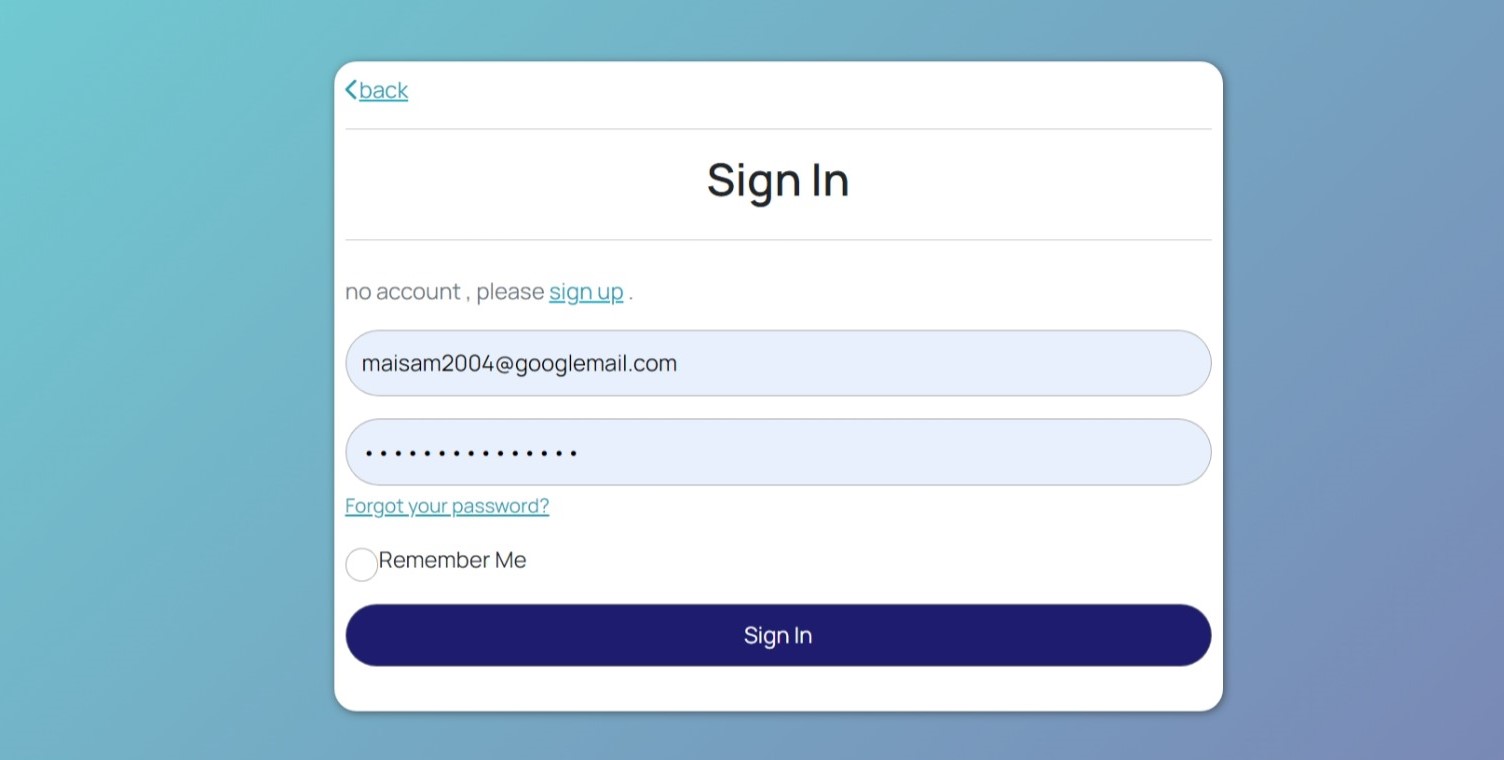 back
Sign In
no account , please sign up .
maisam2004@googlemail.com
•••••••••••••••
Forgot your password?
Remember Me
Sign In